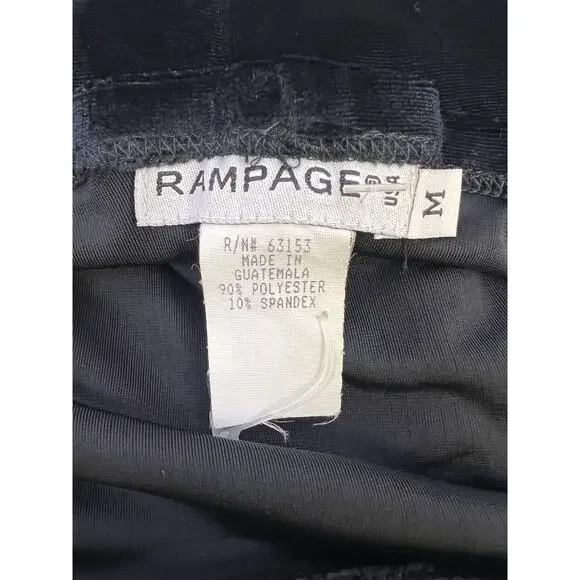 RAMPAGE® USA
M
R/N# 63153
MADE IN
GUATEMALA
90% POLYESTER
10% SPANDEX